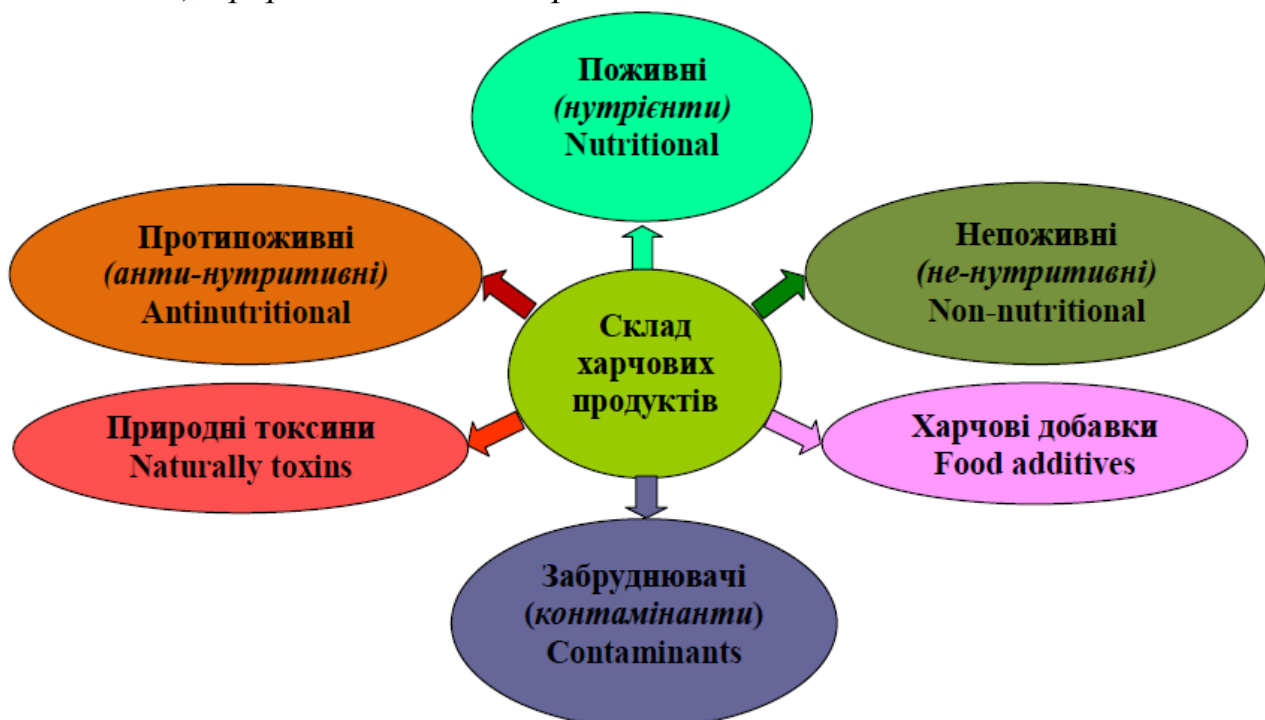 Поживні
(нутрієнти)
Nutritional
Протипоживні
(анти-нутритивні)
Antinutritional
Непоживні
(не-нутритивні)
Non-nutritional
Склад
харчових
продуктів
Природні токсини
Naturally toxins
Харчові добавки
Food additives
Забруднювачі
(контамінанти)
Contaminants